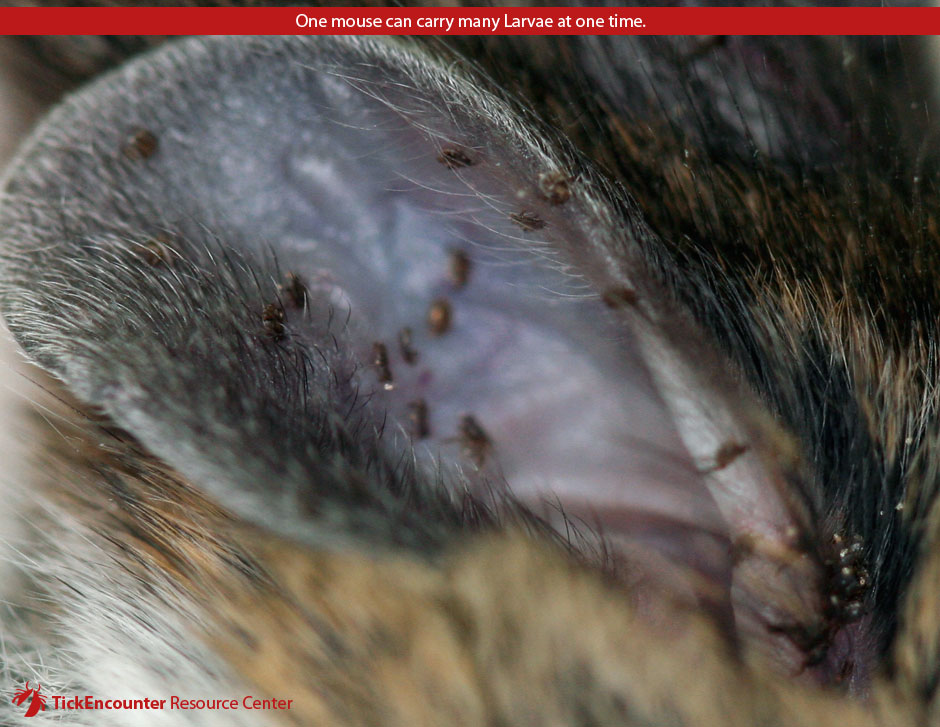 One mouse can carry many Larvae at one time.
TickEncounter Resource Center